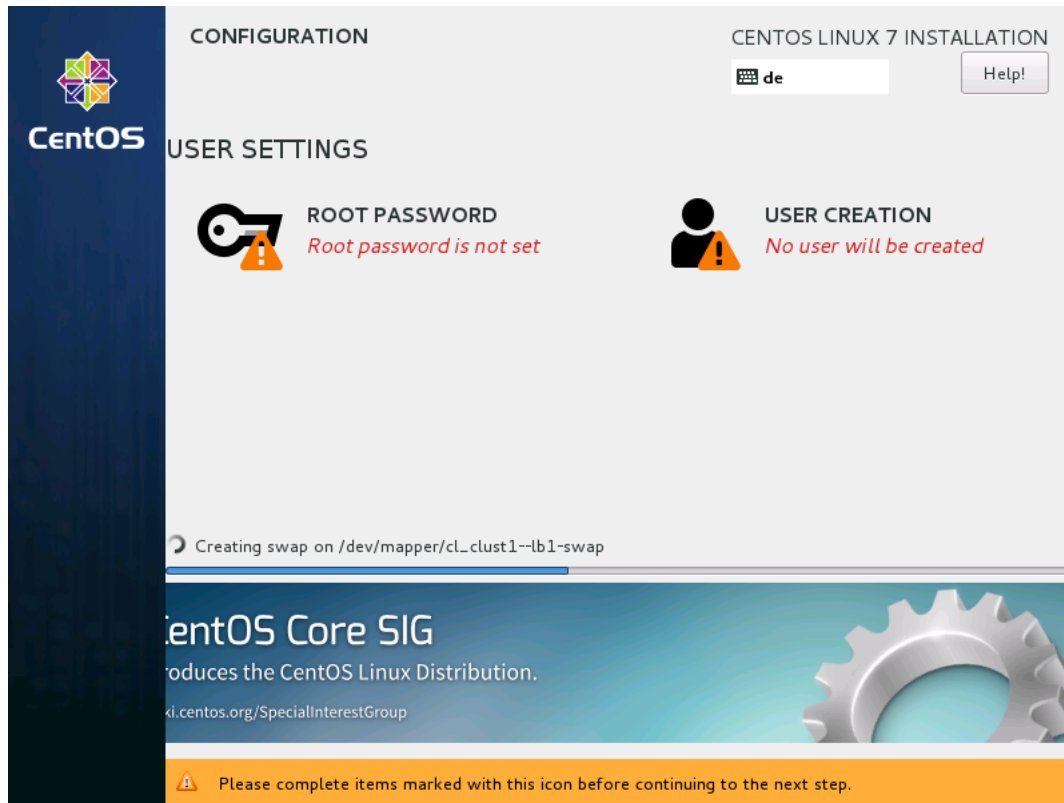 CONFIGURATION
CENTOS LINUX 7 INSTALLATION
de
Help!
CentOS
USER SETTINGS
ROOT PASSWORD
Root password is not set
USER CREATION
No user will be created
Creating swap on /dev/mapper/cl_clust1--lb1-swap
entOS Core SIG
roduces the CentOS Linux Distribution.
ki.centos.org/SpecialInterestGroup
Please complete items marked with this icon before continuing to the next step.